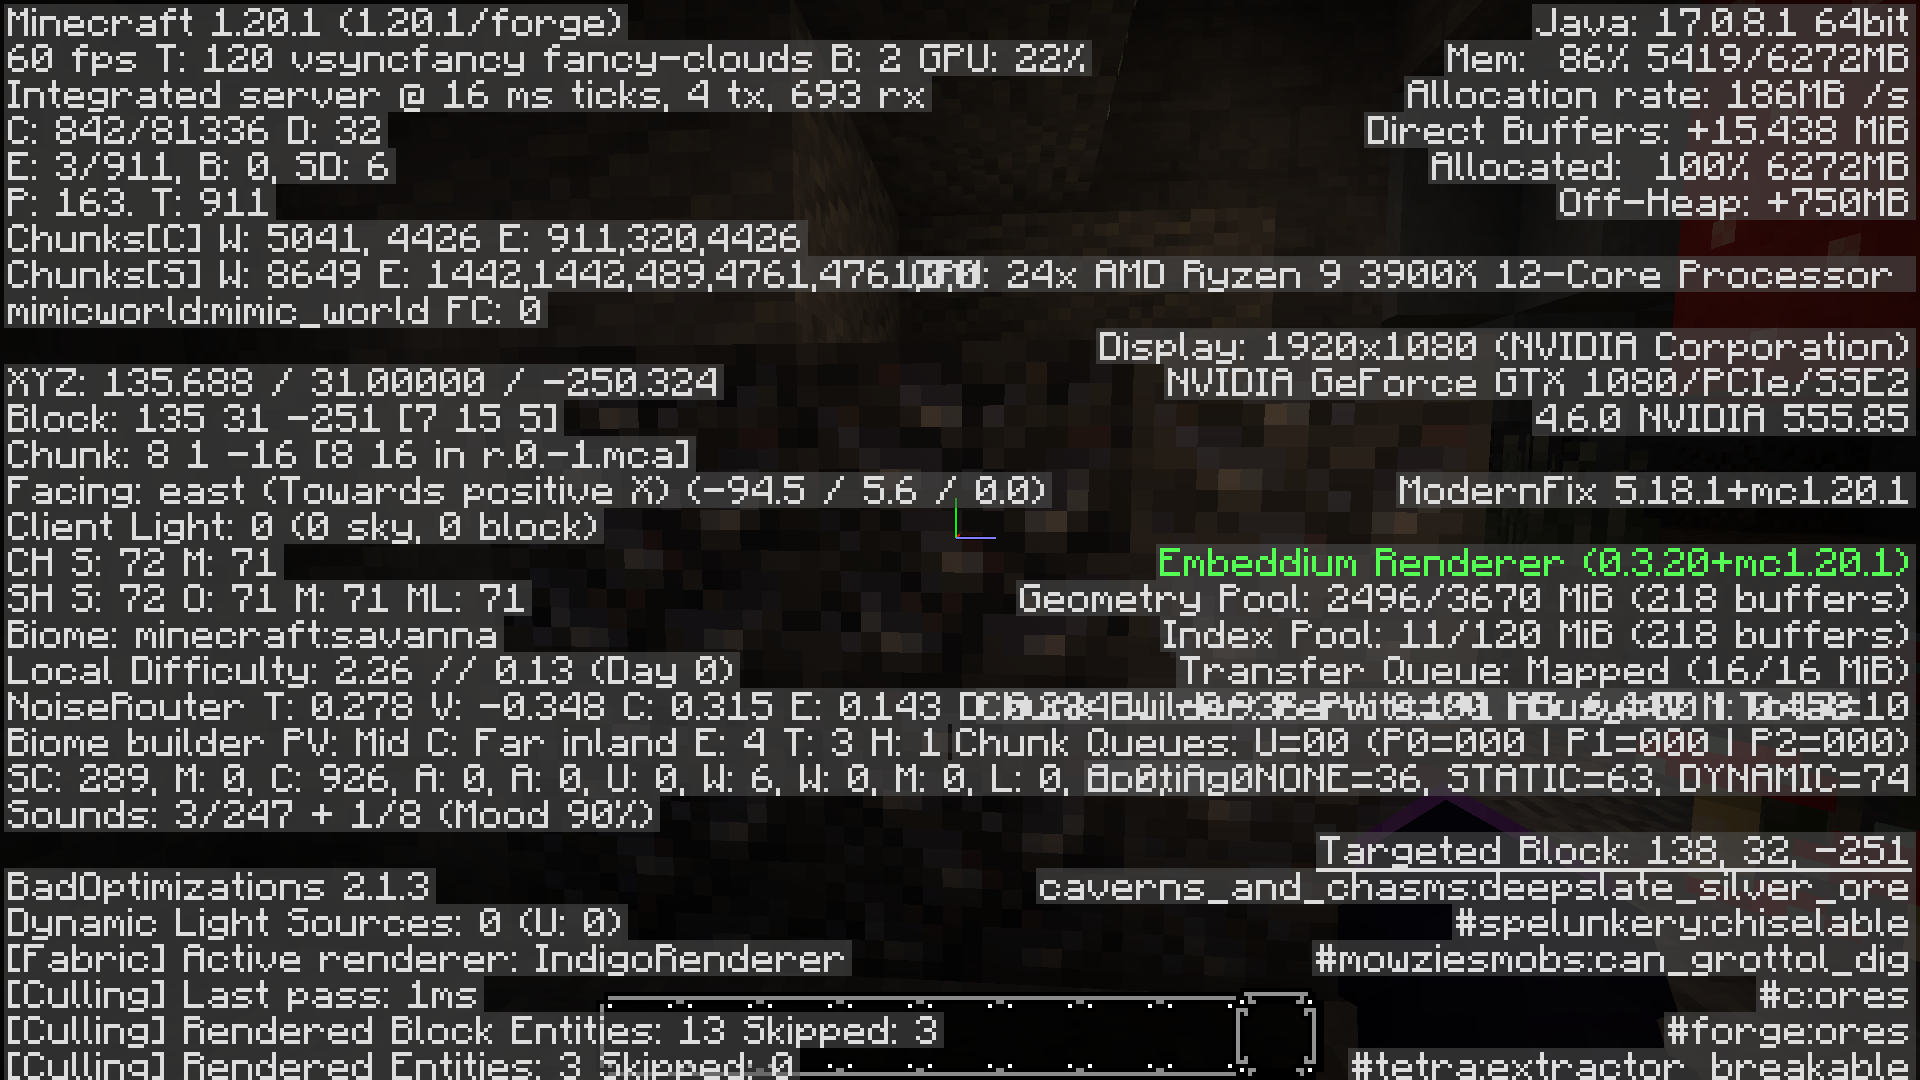 Minecraft 1.20.1 (1.20.1/forge)
60 fps T: 120 vsyncfancy fancy-clouds B: 2 GPU: 22%
Integrated server @ 16 ms ticks, 4 tx, 693 rx
C: 842/81336 D: 32
E: 3/911, B: 0, SD: 6
P: 163. T: 911
Chunks[C] W: 5041, 4426 E: 911,320,4426
Chunks[S] W: 8649 E: 1442,1442,489,4761,4761,0,0
mimicworld:mimic_world FC: 0
XYZ: 135.688 / 31.00000 / -250.324
Block: 135 31 -251 [7 15 5]
Chunk: 8 1 -16 [8 16 in r.0.-1.mca]
Facing: east (Towards positive X) (-94.5 / 5.6 / 0.0)
Client Light: 0 (0 sky, 0 block)
CH S: 72 M: 71
SH S: 72 O: 71 M: 71 ML: 71
Biome: minecraft:savanna
Local Difficulty: 2.26 // 0.13 (Day 0)
NoiseRouter T: 0.278 V: -0.348 C: 0.315 E: 0.143
Biome builder PV: Mid C: Far inland E: 4 T: 3 H: 1
SC: 289, M: 0, C: 926, A: 0, A: 0, U: 0, W: 6, W: 0, M: 0, L: 0,
Sounds: 3/247 + 1/8 (Mood 90%)
BadOptimizations 2.1.3
Dynamic Light Sources: 0 (U: 0)
[Fabric] Active renderer: IndigoRenderer
[Culling] Last pass: 1ms
[Culling] Rendered Block Entities: 13 Skipped: 3
[Culling] Rendered Entities: 3 Skipped: 0
Java: 17.0.8.1 64bit
Mem: 86% 5419/6272MB
Allocation rate: 186MB /s
Direct Buffers: +15.438 MiB
Allocated: 100% 6272MB
Off-Heap: +750MB
CPU: 24x AMD Ryzen 9 3900X 12-Core Processor
Display: 1920x1080 (NVIDIA Corporation)
NVIDIA GeForce GTX 1080/PCIe/SSE2
4.6.0 NVIDIA 555.85
ModernFix 5.18.1+mc1.20.1
Embeddium Renderer (0.3.20+mc1.20.1)
Geometry Pool: 2496/3670 MiB (218 buffers)
Index Pool: 11/120 MiB (218 buffers)
Transfer Queue: Mapped (16/16 MiB)
Chunk Queues: U=00 (P0=000 | P1=000 | P2=000)
NONE=36, STATIC=63, DYNAMIC=74
Targeted Block: 138, 32, -251
caverns_and_chasms:deepslate_silver_ore
#spelunkery:chiselable
#mowziesmobs:can_grottol_dig
#c:ores
#forge:ores
#tetra:extractor_breakable